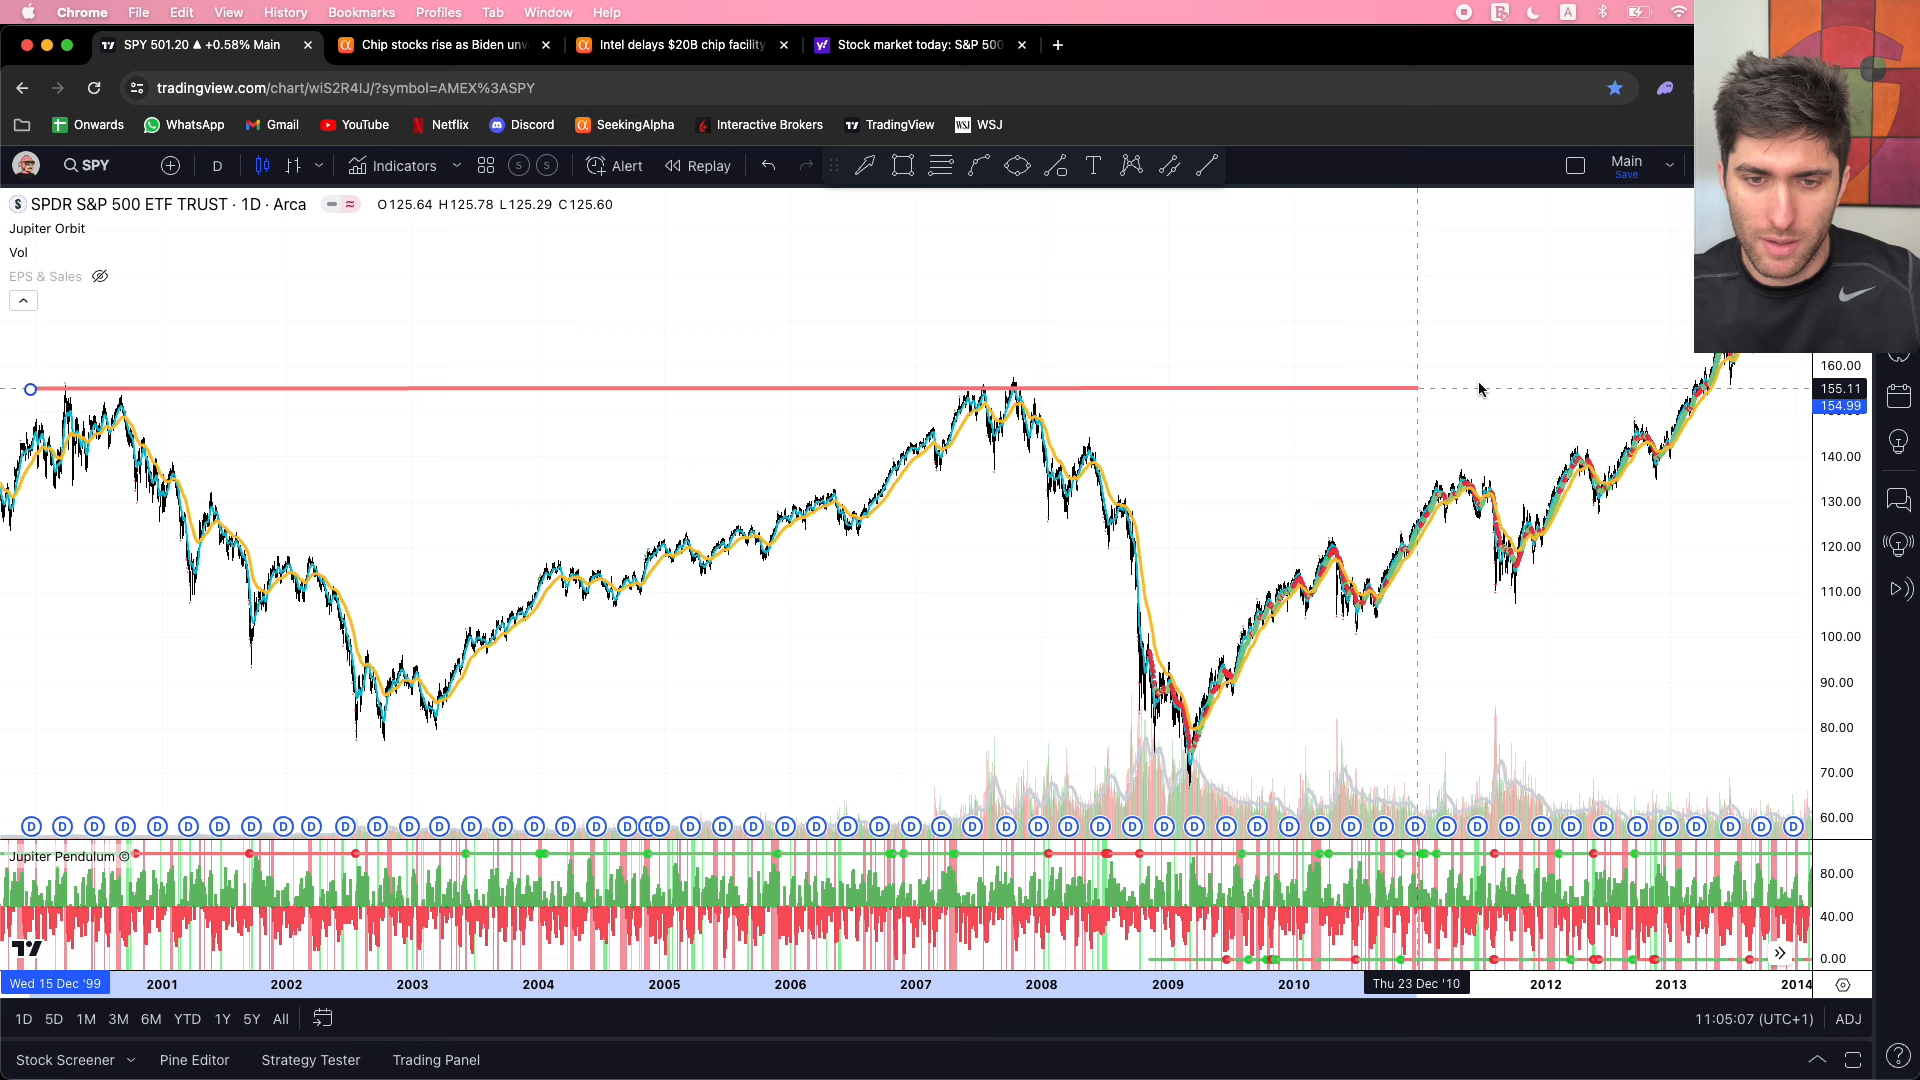 Chrome File Edit View History Bookmarks Profiles Tab Window Help
SPY 501.20 ▲ +0.58% Main
Chip stocks rise as Biden unv
Intel delays $20B chip facility
Stock market today: S&P 500
tradingview.com/chart/wiS2R4IJ/?symbol=AMEX%3ASPY
Onwards WhatsApp Gmail YouTube Netflix Discord SeekingAlpha Interactive Brokers TradingView WSJ WSJ
SPY D Indicators S S Alert Replay T Main
Save
SPDR S&P 500 ETF TRUST · 1D · Arca O125.64 H125.78 L125.29 C125.60
Jupiter Orbit
Vol
EPS & Sales
160.00
155.11
154.99
140.00
130.00
120.00
110.00
100.00
90.00
80.00
70.00
60.00
D D D D D D D D D D D D D D D D D D D D D D D D D D D D D D D D D D D D D D D D D D D D D D D D D D D D D D D D D D
Jupiter Pendulum
80.00
40.00
0.00
Wed 15 Dec '99 2001 2002 2003 2004 2005 2006 2007 2008 2009 2010 Thu 23 Dec '10 2012 2013 2014
1D 5D 1M 3M 6M YTD 1Y 5Y All 11:05:07 (UTC+1) ADJ
Stock Screener Pine Editor Strategy Tester Trading Panel